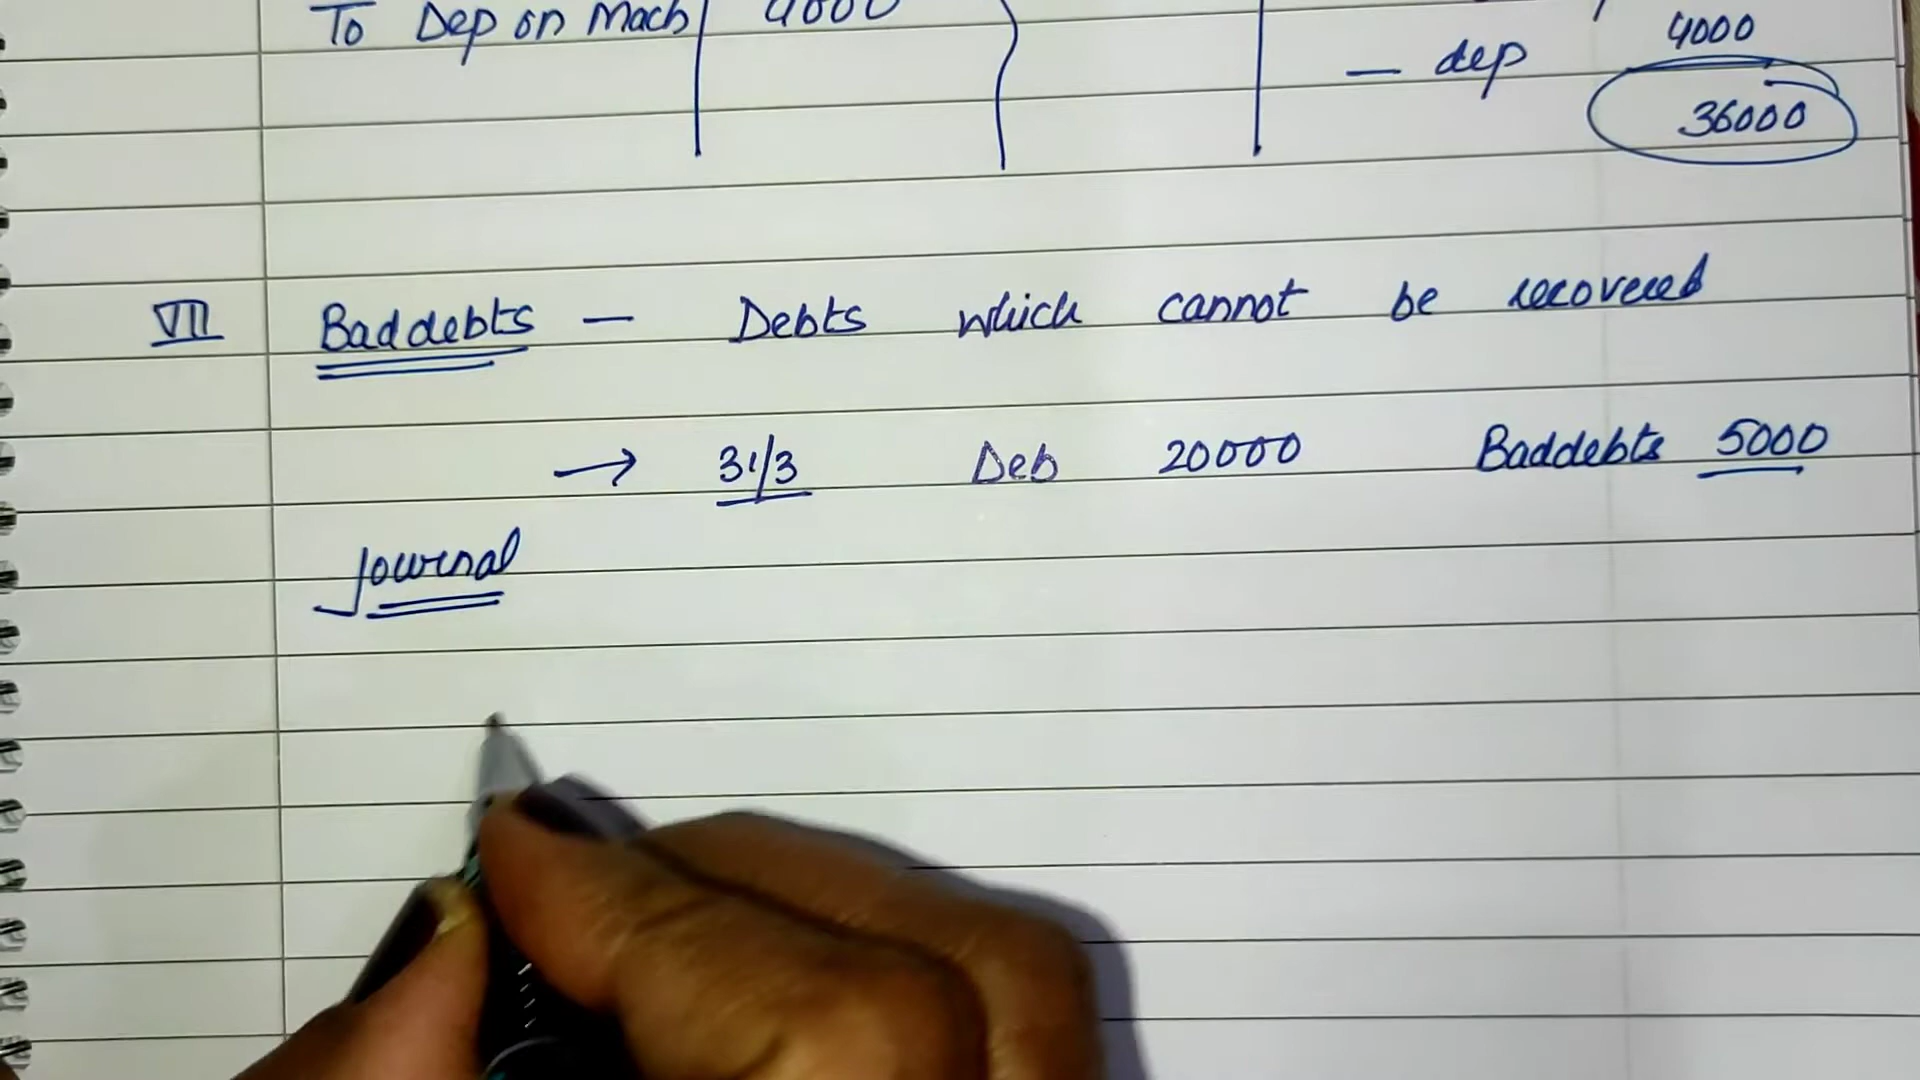 To Dep on Mach 4000
4000
— dep
36000
VII Baddebts — Debts which cannot be recovered
→ 31/3 Deb 20000 Baddebts 5000
Journal